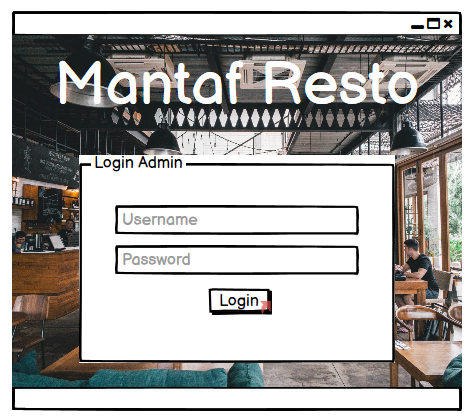 Mantaf Resto
Login Admin
Username
Password
Login